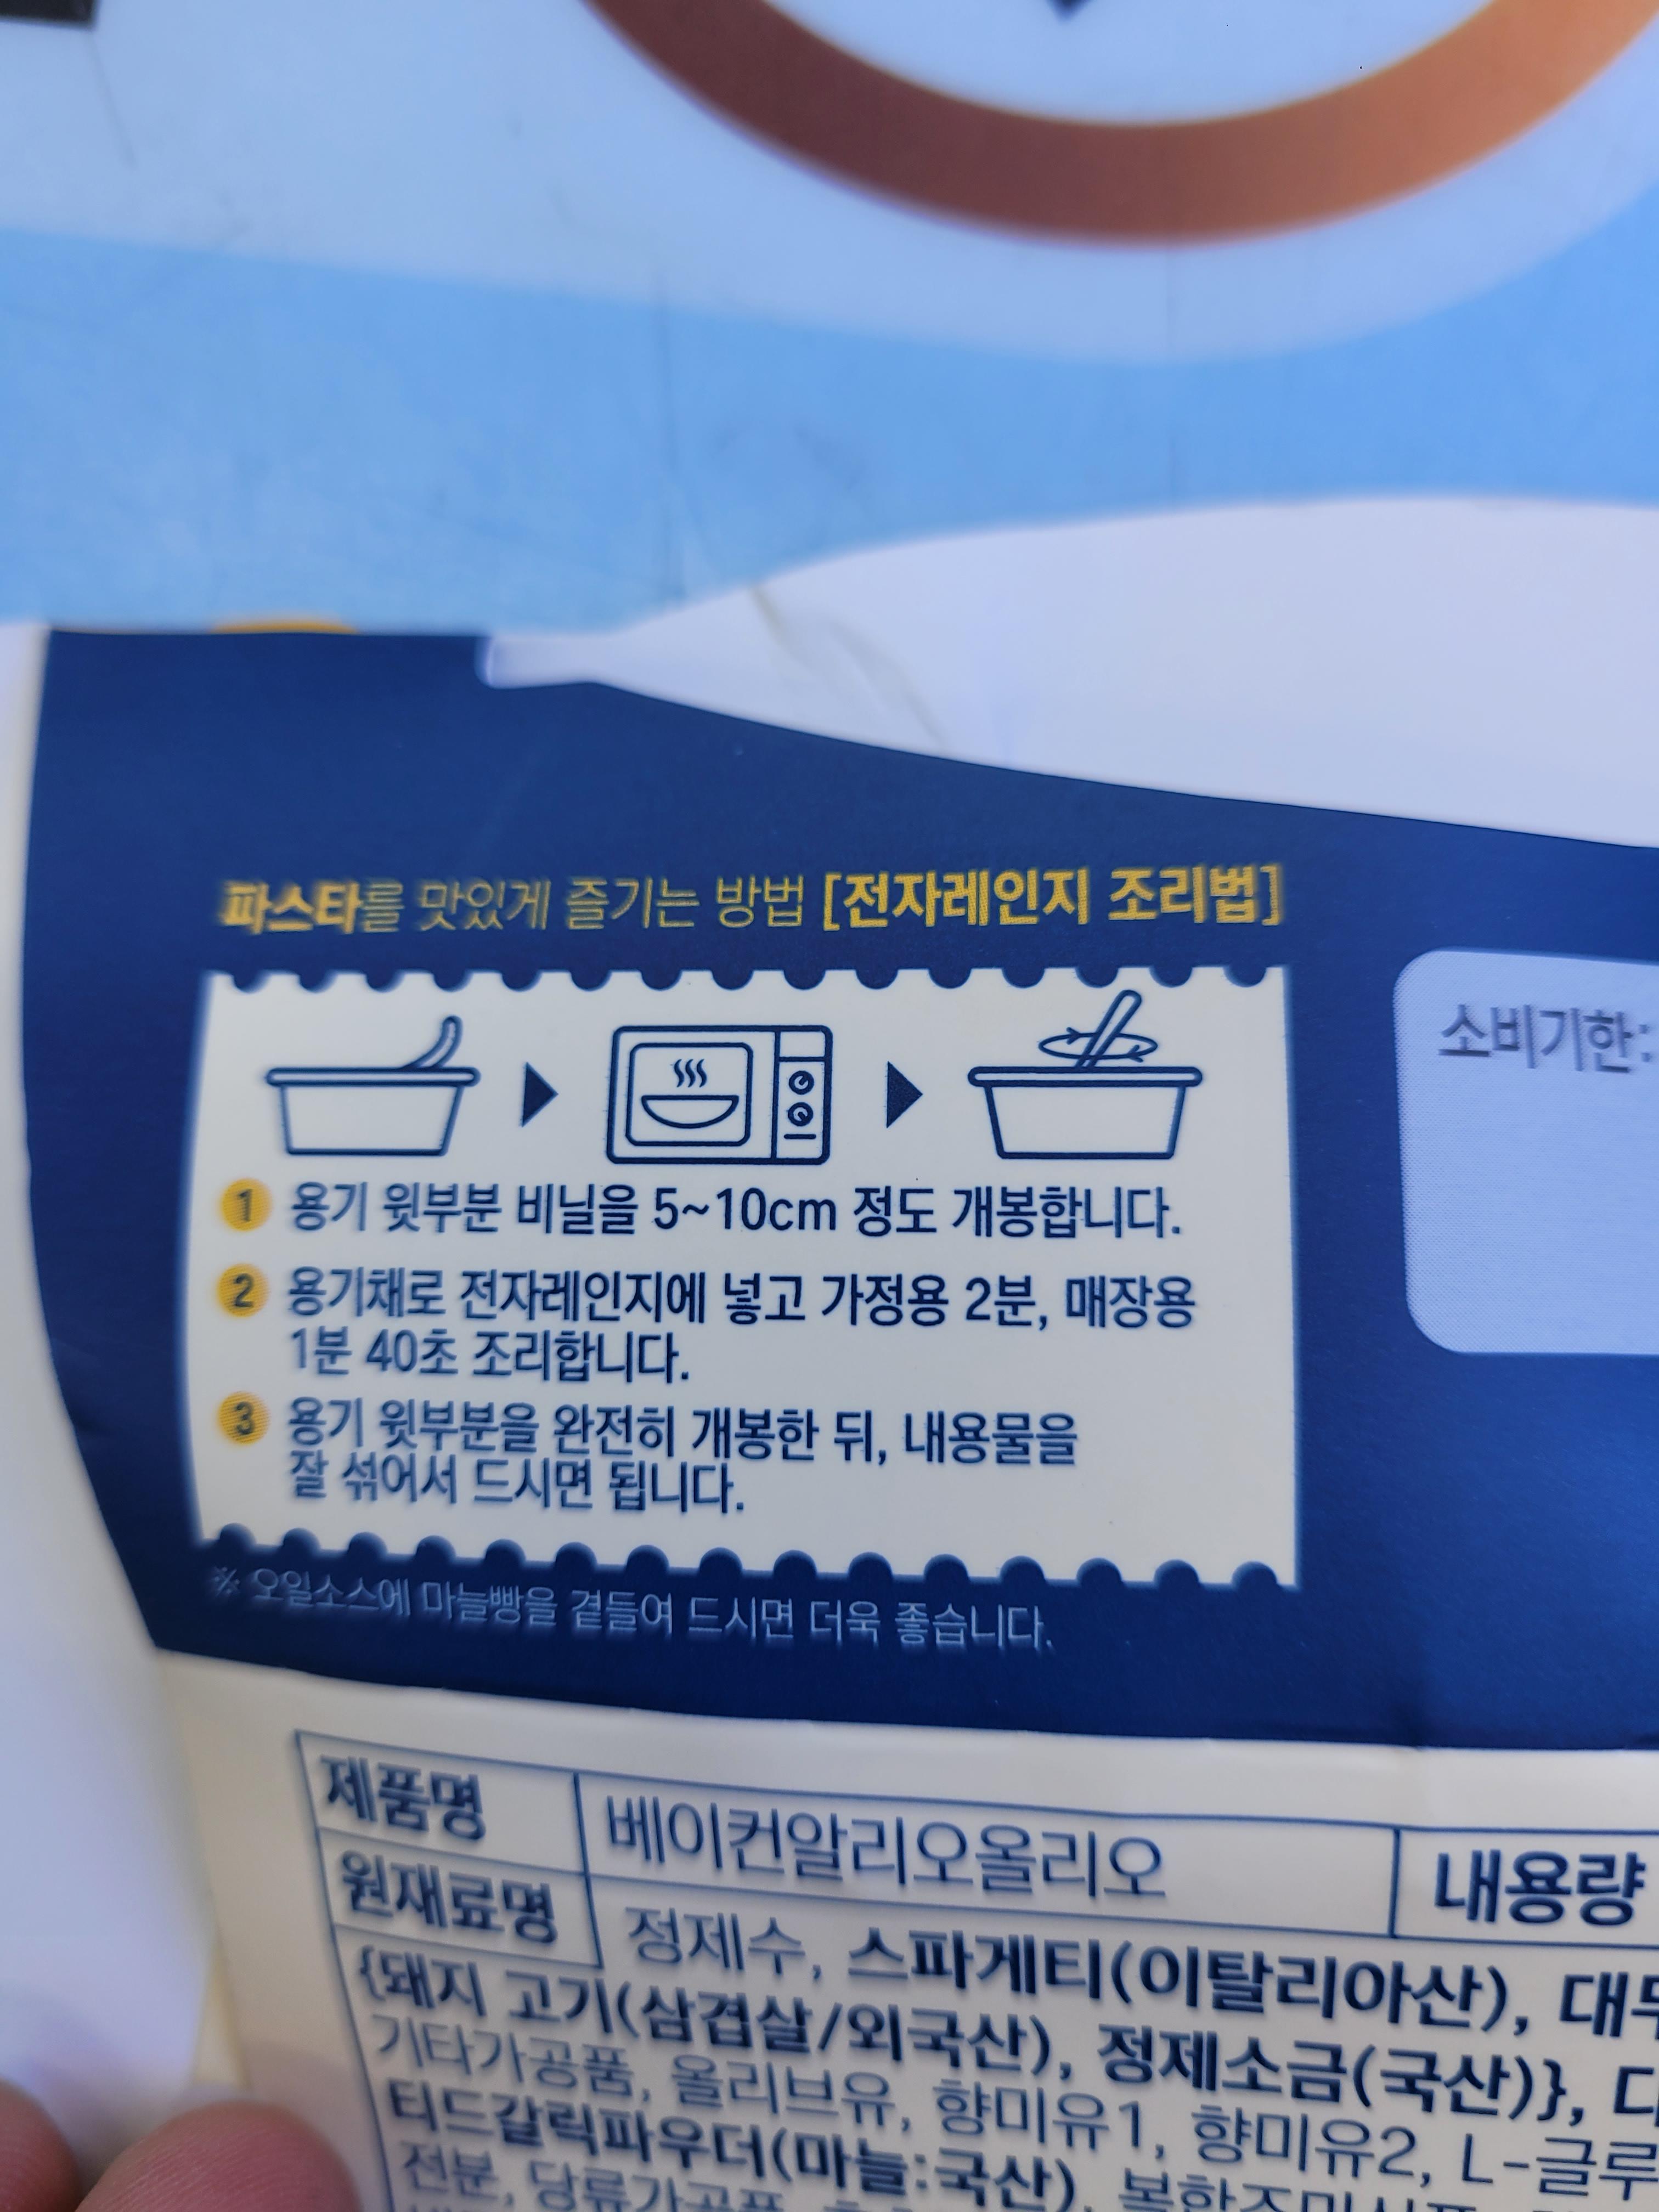 파스타를 맛있게 즐기는 방법 [전자레인지 조리법]
1 용기 윗부분 비닐을 5~10cm 정도 개봉합니다.
2 용기채로 전자레인지에 넣고 가정용 2분, 매장용
1분 40초 조리합니다.
3 용기 윗부분을 완전히 개봉한 뒤, 내용물을
잘 섞어서 드시면 됩니다.
※ 오일소스에 마늘빵을 곁들여 드시면 더욱 좋습니다.
소비기한:
제품명 베이컨알리오올리오 내용량
원재료명 정제수, 스파게티(이탈리아산),
{돼지 고기(삼겹살/외국산), 정제소금(국산)},
기타가공품, 올리브유, 향미유1, 향미유2, L-글루
티드갈릭파우더(마늘:국산),
전분, 당류가공품,